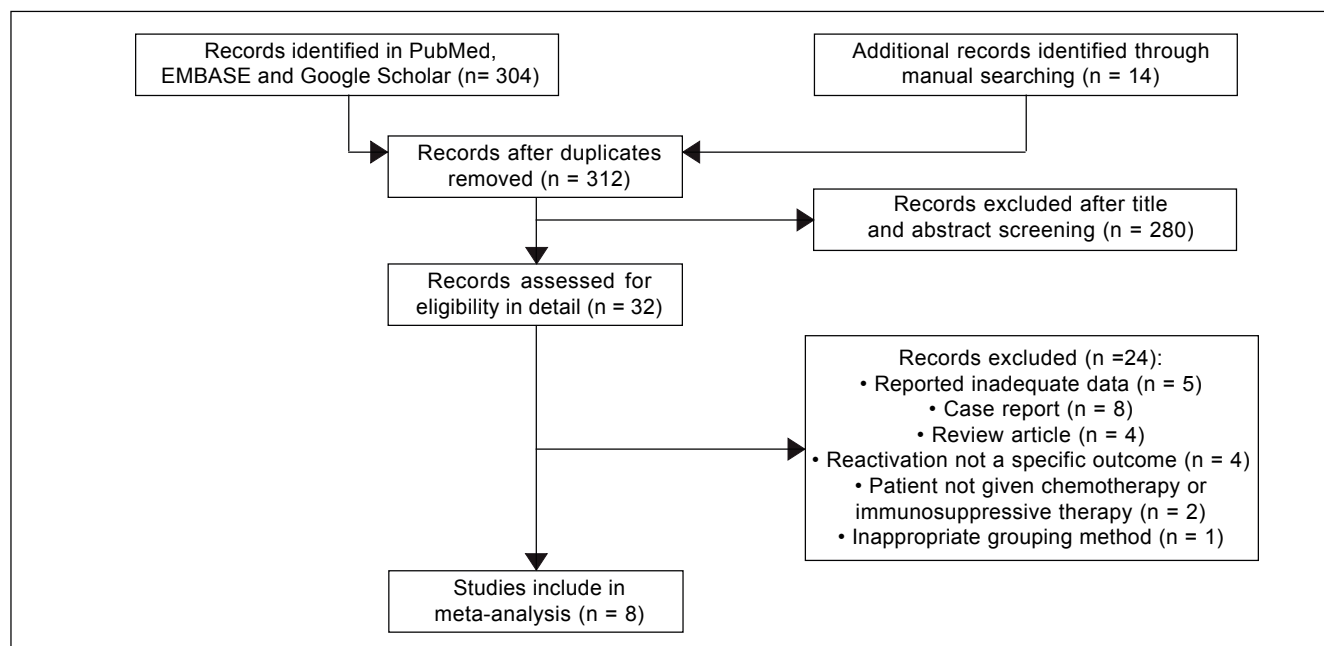 Records identified in PubMed,
EMBASE and Google Scholar (n= 304)
Additional records identified through
manual searching (n = 14)
Records after duplicates
removed (n = 312)
Records excluded after title
and abstract screening (n = 280)
Records assessed for
eligibility in detail (n = 32)
Records excluded (n =24):
• Reported inadequate data (n = 5)
• Case report (n = 8)
• Review article (n = 4)
• Reactivation not a specific outcome (n = 4)
• Patient not given chemotherapy or
immunosuppressive therapy (n = 2)
• Inappropriate grouping method (n = 1)
Studies include in
meta-analysis (n = 8)